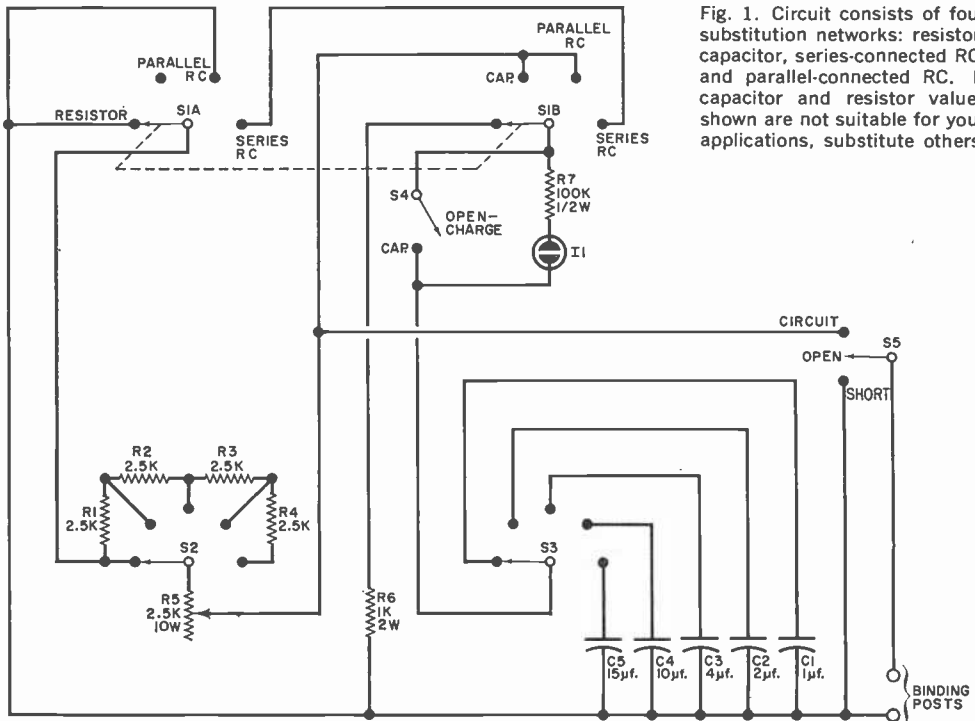 Fig. 1. Circuit consists of fou
substitution networks: resistor
capacitor, series-connected RC
and parallel-connected RC. I
capacitor and resistor value
shown are not suitable for you
applications, substitute others
PARALLEL
RC
PARALLEL
RC
CAP.
RESISTOR
S1A
SERIES
RC
S1B
SERIES
RC
R7
100K
1/2W
S4
OPEN-
CHARGE
CAP.
I1
CIRCUIT
S5
OPEN
SHORT
R2
2.5K
R3
2.5K
R1
2.5K
R4
2.5K
S2
S3
R5
2.5K
10W
R6
1K
2W
C5
15µf.
C4
10µf.
C3
4µf.
C2
2µf.
C1
1µf.
BINDING
POSTS